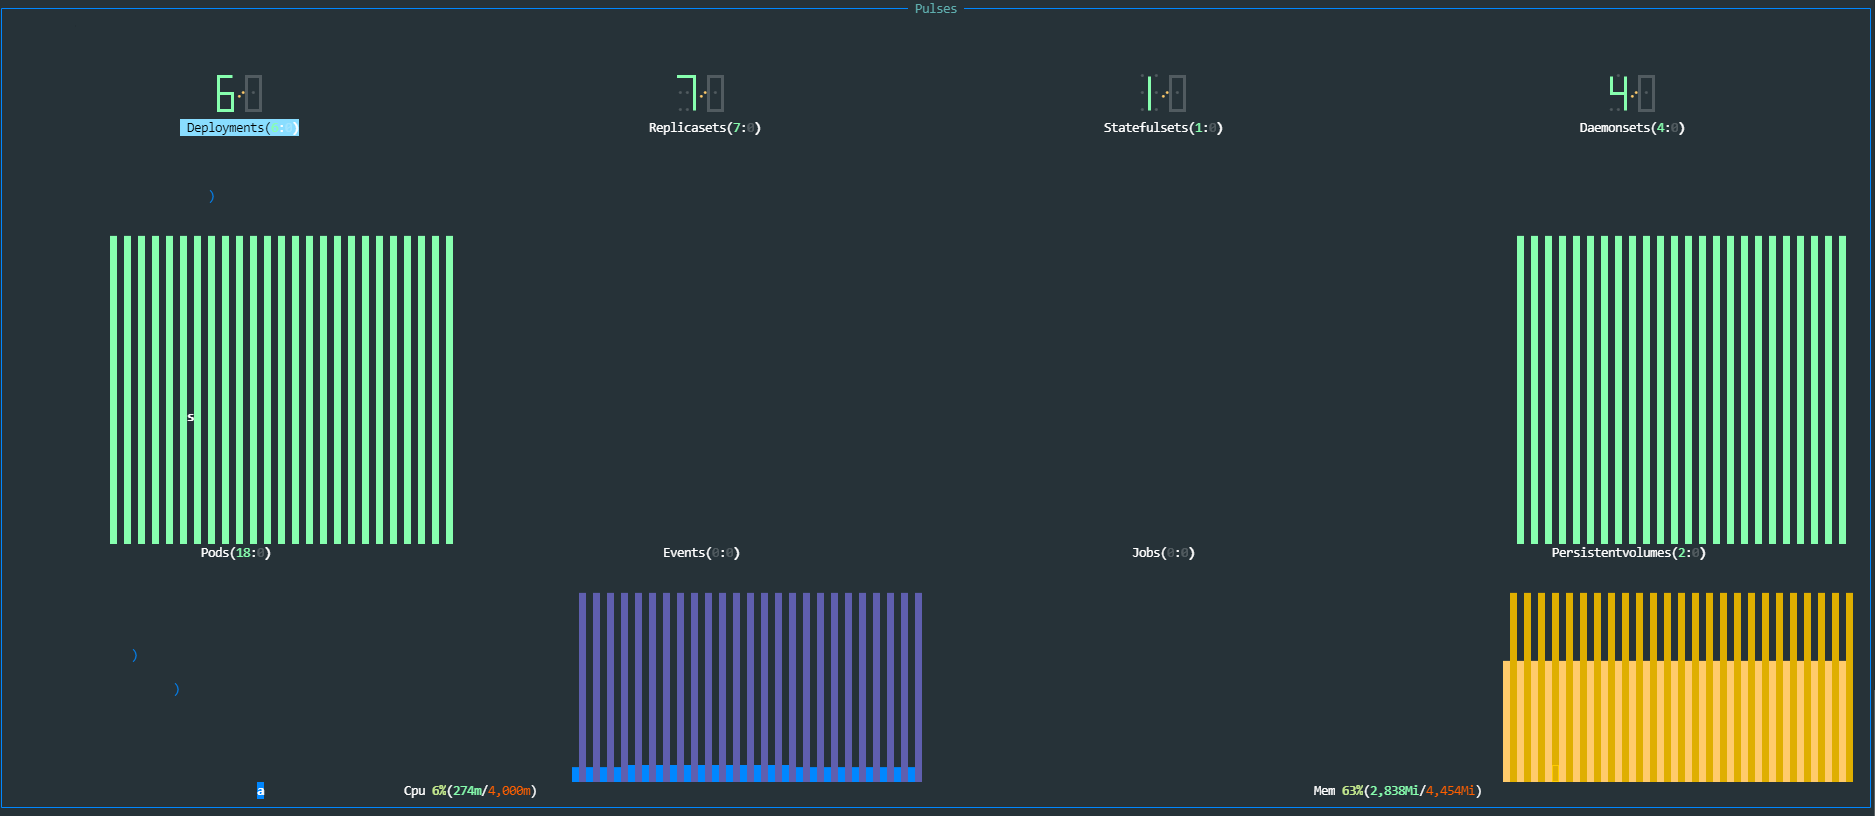 Pulses
6 0
7 0
1 0
4 0
Deployments(6:0)
Replicasets(7:0)
Statefulsets(1:0)
Daemonsets(4:0)
)
s
Pods(18:0)
Events(0:0)
Jobs(0:0)
Persistentvolumes(2:0)
)
)
a
Cpu 6%(274m/4,000m)
Mem 63%(2,838Mi/4,454Mi)